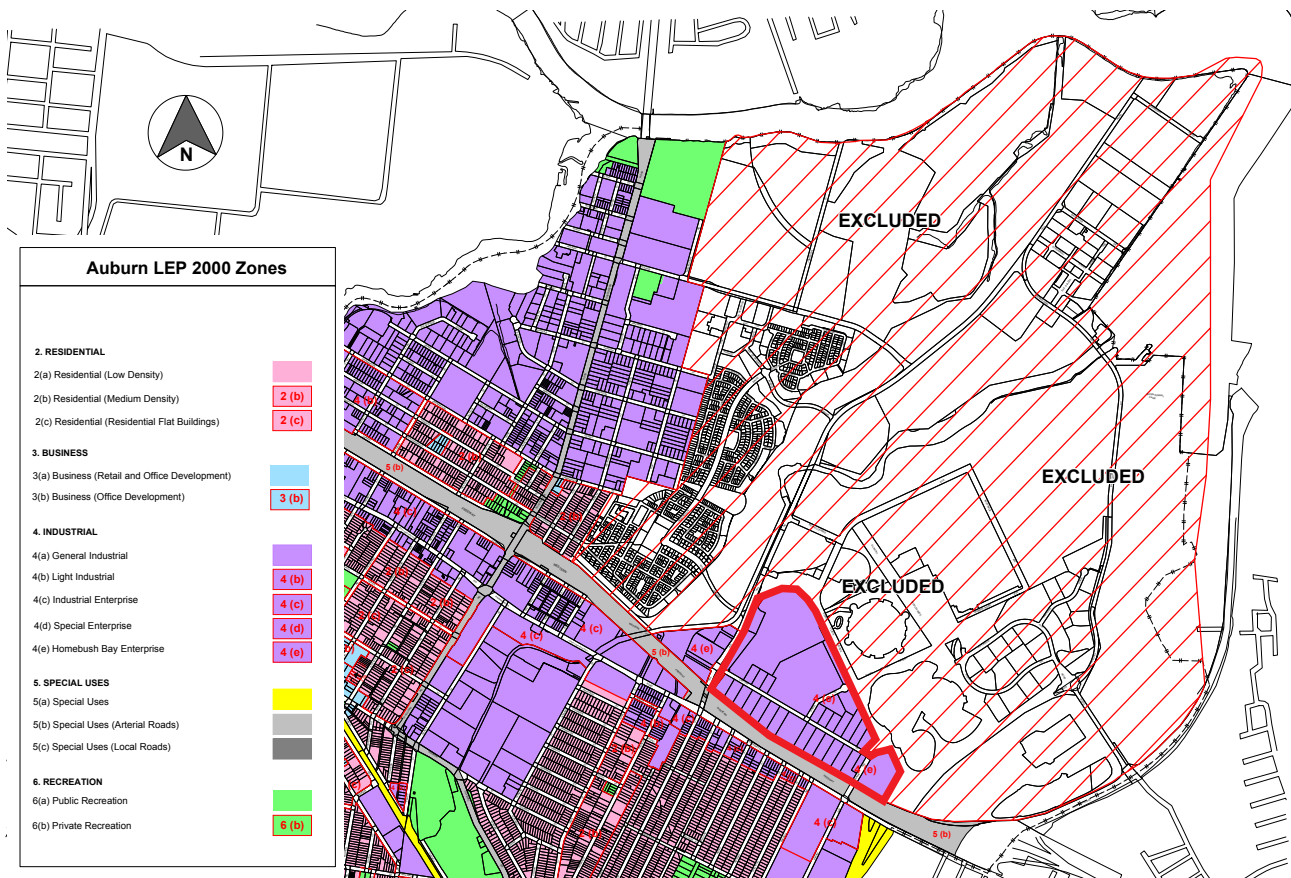 N
EXCLUDED
EXCLUDED
EXCLUDED
Auburn LEP 2000 Zones
2. RESIDENTIAL
2(a) Residential (Low Density)
2(b) Residential (Medium Density)
2 (b)
2(c) Residential (Residential Flat Buildings)
2 (c)
3. BUSINESS
3(a) Business (Retail and Office Development)
3(b) Business (Office Development)
3 (b)
4. INDUSTRIAL
4(a) General Industrial
4(b) Light Industrial
4 (b)
4(c) Industrial Enterprise
4 (c)
4(d) Special Enterprise
4 (d)
4(e) Homebush Bay Enterprise
4 (e)
5. SPECIAL USES
5(a) Special Uses
5(b) Special Uses (Arterial Roads)
5(c) Special Uses (Local Roads)
6. RECREATION
6(a) Public Recreation
6(b) Private Recreation
6 (b)
5 (b)
4 (c)
4 (c)
4 (c)
4 (e)
5 (b)
4 (e)
4 (e)
4 (c)
5 (b)